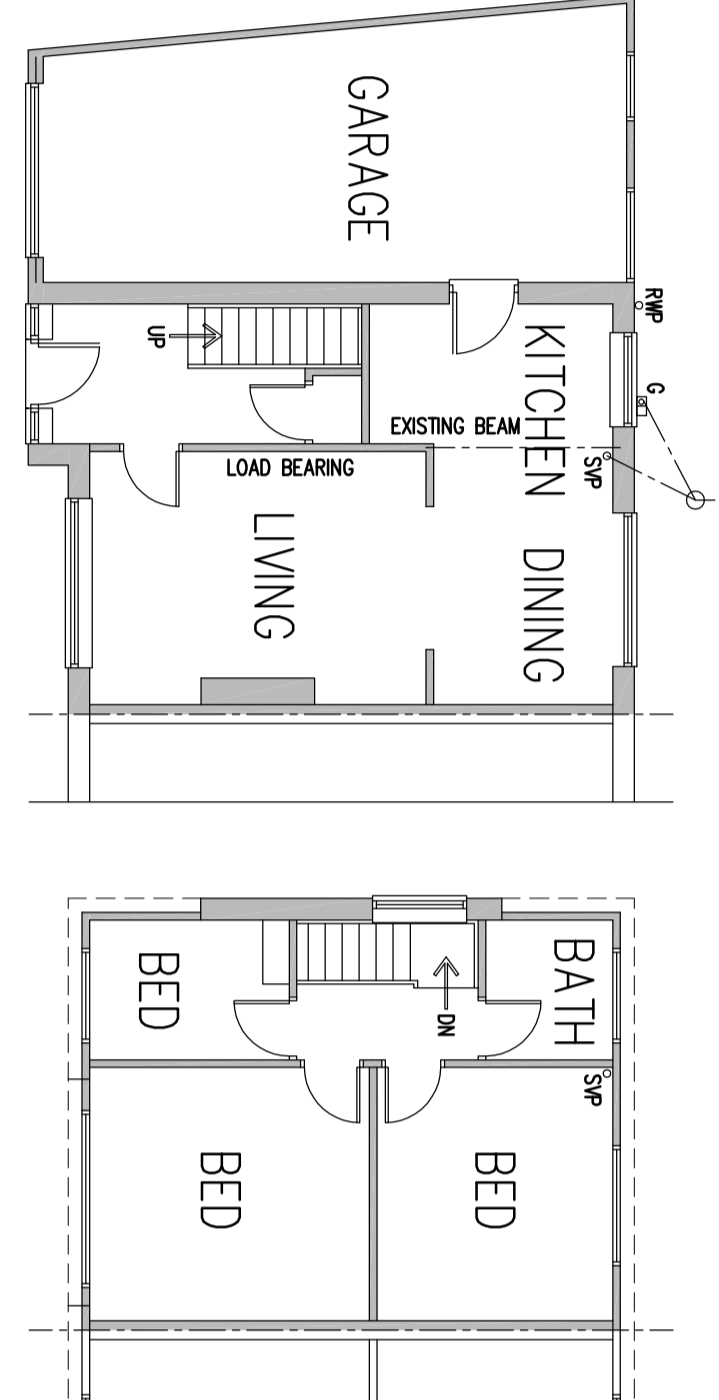 GARAGE
RWP
UP
KITCHEN
G
EXISTING BEAM
SVP
LOAD BEARING
LIVING
DINING
BED
BATH
DN
SVP
BED
BED